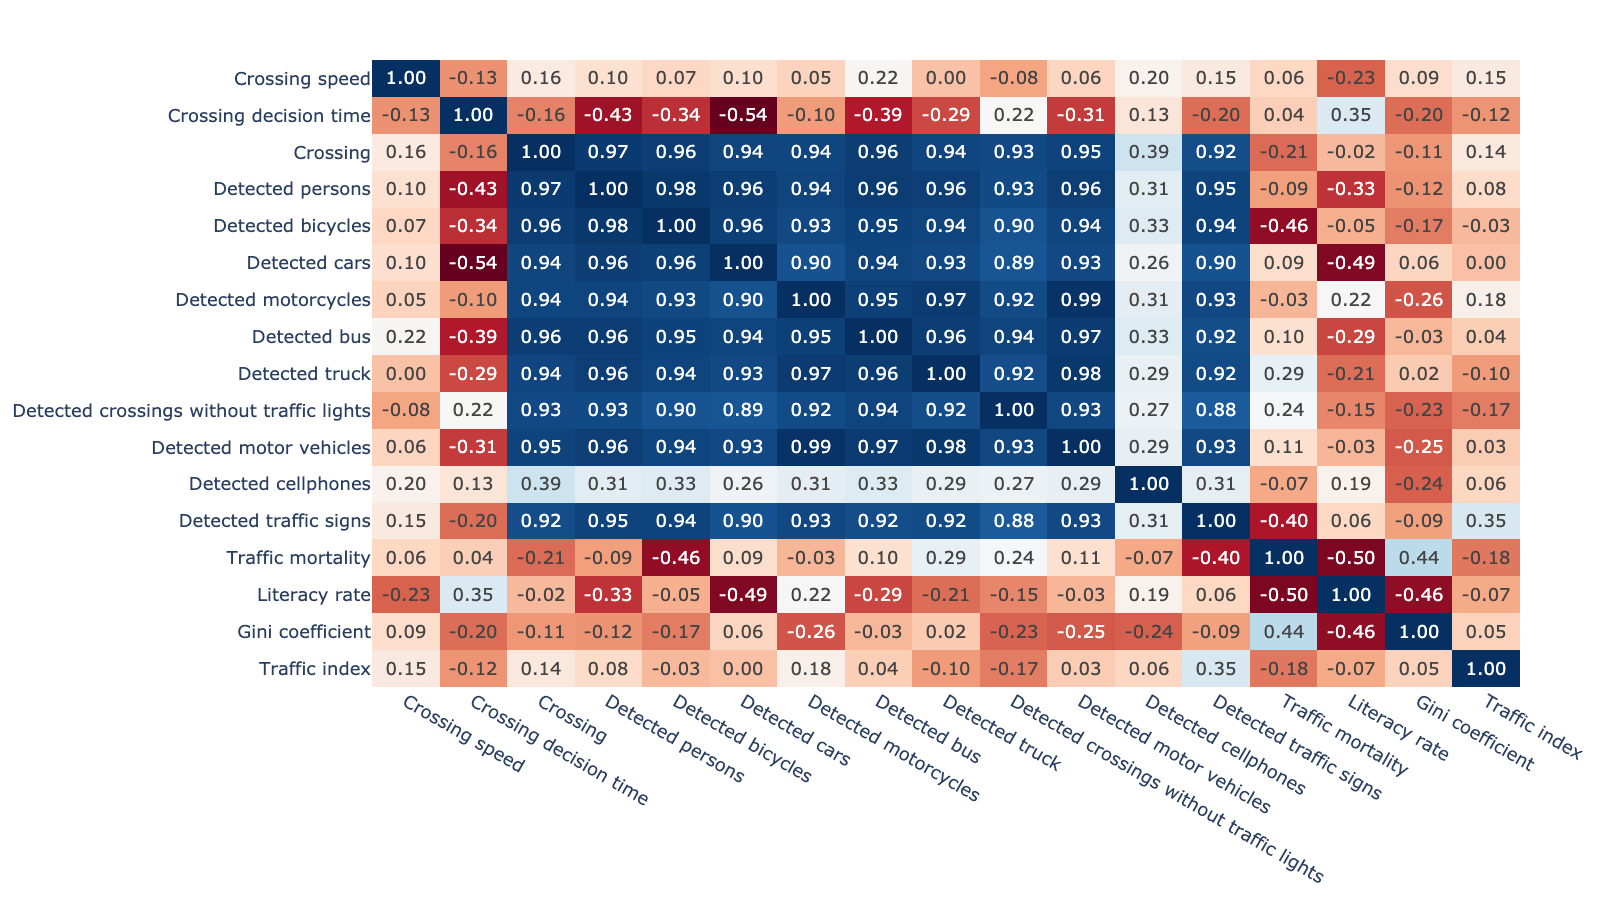 Crossing speed 1.00 -0.13 0.16 0.10 0.07 0.10 0.05 0.22 0.00 -0.08 0.06 0.20 0.15 0.06 -0.23 0.09 0.15
Crossing decision time -0.13 1.00 -0.16 -0.43 -0.34 -0.54 -0.10 -0.39 -0.29 0.22 -0.31 0.13 -0.20 0.04 0.35 -0.20 -0.12
Crossing 0.16 -0.16 1.00 0.97 0.96 0.94 0.94 0.96 0.94 0.93 0.95 0.39 0.92 -0.21 -0.02 -0.11 0.14
Detected persons 0.10 -0.43 0.97 1.00 0.98 0.96 0.94 0.96 0.96 0.93 0.96 0.31 0.95 -0.09 -0.33 -0.12 0.08
Detected bicycles 0.07 -0.34 0.96 0.98 1.00 0.96 0.93 0.95 0.94 0.90 0.94 0.33 0.94 -0.46 -0.05 -0.17 -0.03
Detected cars 0.10 -0.54 0.94 0.96 0.96 1.00 0.90 0.94 0.93 0.89 0.93 0.26 0.90 0.09 -0.49 0.06 0.00
Detected motorcycles 0.05 -0.10 0.94 0.94 0.93 0.90 1.00 0.95 0.97 0.92 0.99 0.31 0.93 -0.03 0.22 -0.26 0.18
Detected bus 0.22 -0.39 0.96 0.96 0.95 0.94 0.95 1.00 0.96 0.94 0.97 0.33 0.92 0.10 -0.29 -0.03 0.04
Detected truck 0.00 -0.29 0.94 0.96 0.94 0.93 0.97 0.96 1.00 0.92 0.98 0.29 0.92 0.29 -0.21 0.02 -0.10
Detected crossings without traffic lights -0.08 0.22 0.93 0.93 0.90 0.89 0.92 0.94 0.92 1.00 0.93 0.27 0.88 0.24 -0.15 -0.23 -0.17
Detected motor vehicles 0.06 -0.31 0.95 0.96 0.94 0.93 0.99 0.97 0.98 0.93 1.00 0.29 0.93 0.11 -0.03 -0.25 0.03
Detected cellphones 0.20 0.13 0.39 0.31 0.33 0.26 0.31 0.33 0.29 0.27 0.29 1.00 0.31 -0.07 0.19 -0.24 0.06
Detected traffic signs 0.15 -0.20 0.92 0.95 0.94 0.90 0.93 0.92 0.92 0.88 0.93 0.31 1.00 -0.40 0.06 -0.09 0.35
Traffic mortality 0.06 0.04 -0.21 -0.09 -0.46 0.09 -0.03 0.10 0.29 0.24 0.11 -0.07 -0.40 1.00 -0.50 0.44 -0.18
Literacy rate -0.23 0.35 -0.02 -0.33 -0.05 -0.49 0.22 -0.29 -0.21 -0.15 -0.03 0.19 0.06 -0.50 1.00 -0.46 -0.07
Gini coefficient 0.09 -0.20 -0.11 -0.12 -0.17 0.06 -0.26 -0.03 0.02 -0.23 -0.25 -0.24 -0.09 0.44 -0.46 1.00 0.05
Traffic index 0.15 -0.12 0.14 0.08 -0.03 0.00 0.18 0.04 -0.10 -0.17 0.03 0.06 0.35 -0.18 -0.07 0.05 1.00
Crossing speed
Crossing decision time
Crossing
Detected persons
Detected bicycles
Detected cars
Detected motorcycles
Detected bus
Detected truck
Detected crossings without traffic lights
Detected motor vehicles
Detected cellphones
Detected traffic signs
Traffic mortality
Literacy rate
Gini coefficient
Traffic index